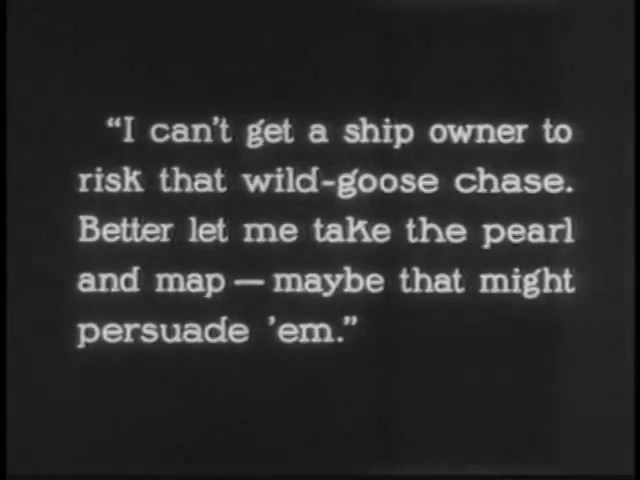 “I can’t get a ship owner to
risk that wild-goose chase.
Better let me take the pearl
and map — maybe that might
persuade ’em.”